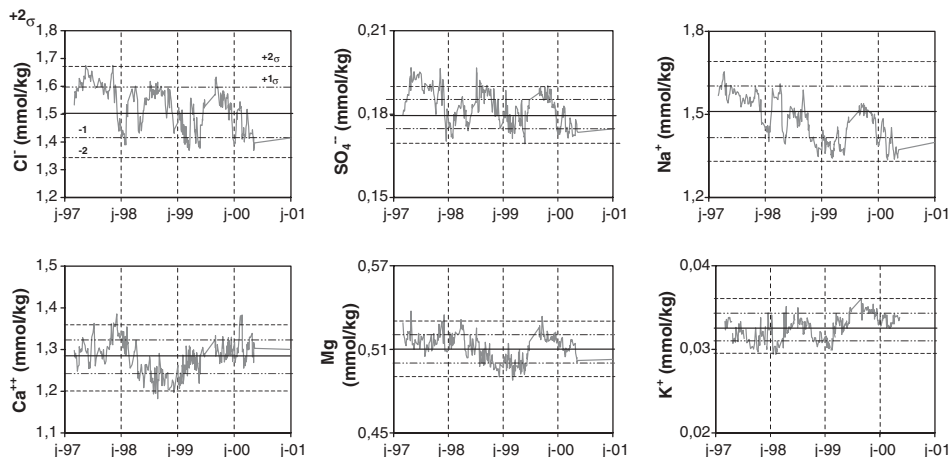 +2σ
1,8
1,7
1,6
1,5
1,4
1,3
1,2
Cl⁻ (mmol/kg)
+2σ
+1σ
-1
-2
j-97 j-98 j-99 j-00 j-01
0,21
0,18
0,15
SO₄⁻⁻ (mmol/kg)
j-97 j-98 j-99 j-00 j-01
1,8
1,5
1,2
Na⁺ (mmol/kg)
j-97 j-98 j-99 j-00 j-01
1,5
1,4
1,3
1,2
1,1
Ca⁺⁺ (mmol/kg)
j-97 j-98 j-99 j-00 j-01
0,57
0,51
0,45
Mg
(mmol/kg)
j-97 j-98 j-99 j-00 j-01
0,04
0,03
0,02
K⁺ (mmol/kg)
j-97 j-98 j-99 j-00 j-01